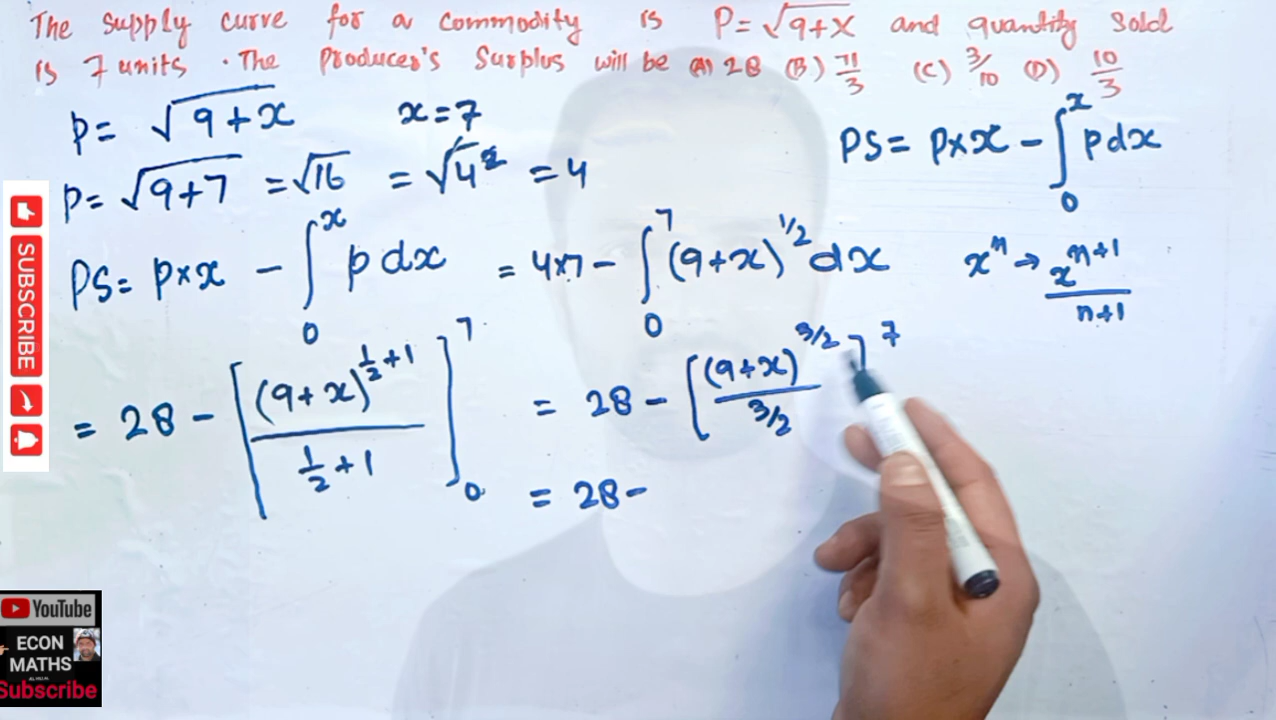 The supply curve for a commodity is P = √9+x and quantity sold
is 7 units . The Producer's Surplus will be (A) 28 (B) 71/3 (C) 3/10 (D) 10/3
p = √9+x x = 7
PS = p×x − ∫₀ˣ p dx
p = √9+7 = √16 = √4² = 4
PS = p×x − ∫₀ˣ p dx = 4×7 − ∫₀⁷ (9+x)^1/2 dx xⁿ → xⁿ⁺¹/n+1
= 28 − [(9+x)^1/2+1 / 1/2+1]₀⁷ = 28 − [(9+x)^3/2 / 3/2]⁷
= 28 −
SUBSCRIBE
YouTube
ECON
MATHS
Subscribe